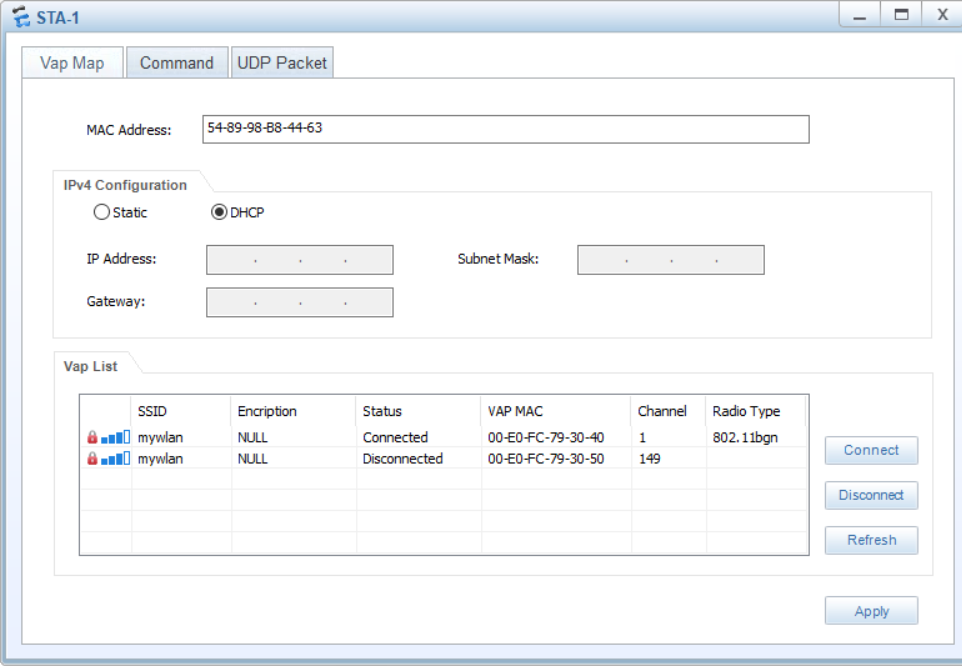 STA-1
Vap Map Command UDP Packet
MAC Address: 54-89-98-B8-44-63
IPv4 Configuration
Static DHCP
IP Address: . . . Subnet Mask: . . .
Gateway: . . .
Vap List
SSID Encription Status VAP MAC Channel Radio Type
mywlan NULL Connected 00-E0-FC-79-30-40 1 802.11bgn
mywlan NULL Disconnected 00-E0-FC-79-30-50 149
Connect
Disconnect
Refresh
Apply